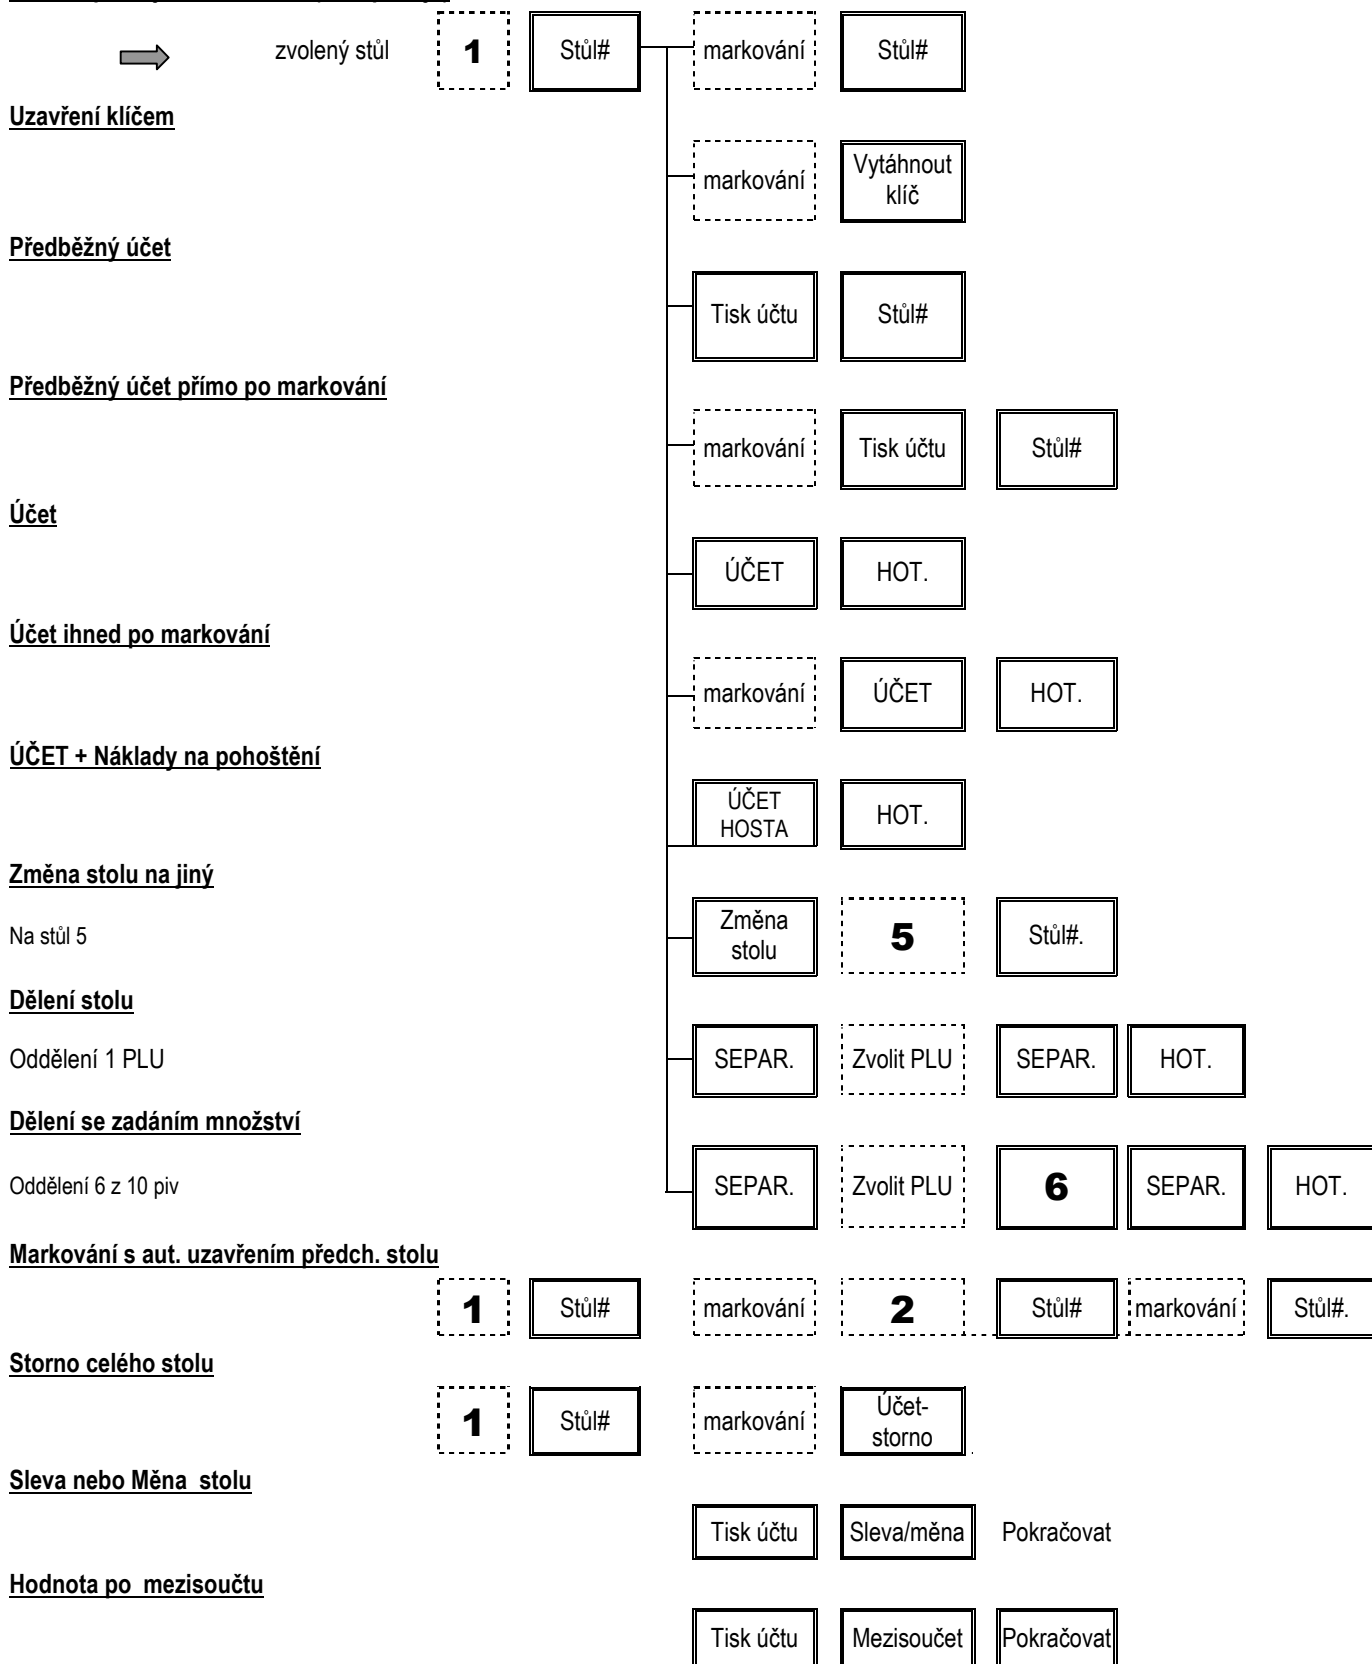 zvolený stůl 1 Stůl# markování Stůl#
Uzavření klíčem
markování Vytáhnout klíč
Předběžný účet
Tisk účtu Stůl#
Předběžný účet přímo po markování
markování Tisk účtu Stůl#
Účet
ÚČET HOT.
Účet ihned po markování
markování ÚČET HOT.
ÚČET + Náklady na pohoštění
ÚČET HOSTA HOT.
Změna stolu na jiný
Na stůl 5 Změna stolu 5 Stůl#.
Dělení stolu
Oddělení 1 PLU SEPAR. Zvolit PLU SEPAR. HOT.
Dělení se zadáním množství
Oddělení 6 z 10 piv SEPAR. Zvolit PLU 6 SEPAR. HOT.
Markování s aut. uzavřením předch. stolu
1 Stůl# markování 2 Stůl# markování Stůl#.
Storno celého stolu
1 Stůl# markování Účet-storno
Sleva nebo Měna stolu
Tisk účtu Sleva/měna Pokračovat
Hodnota po mezisoučtu
Tisk účtu Mezisoučet Pokračovat